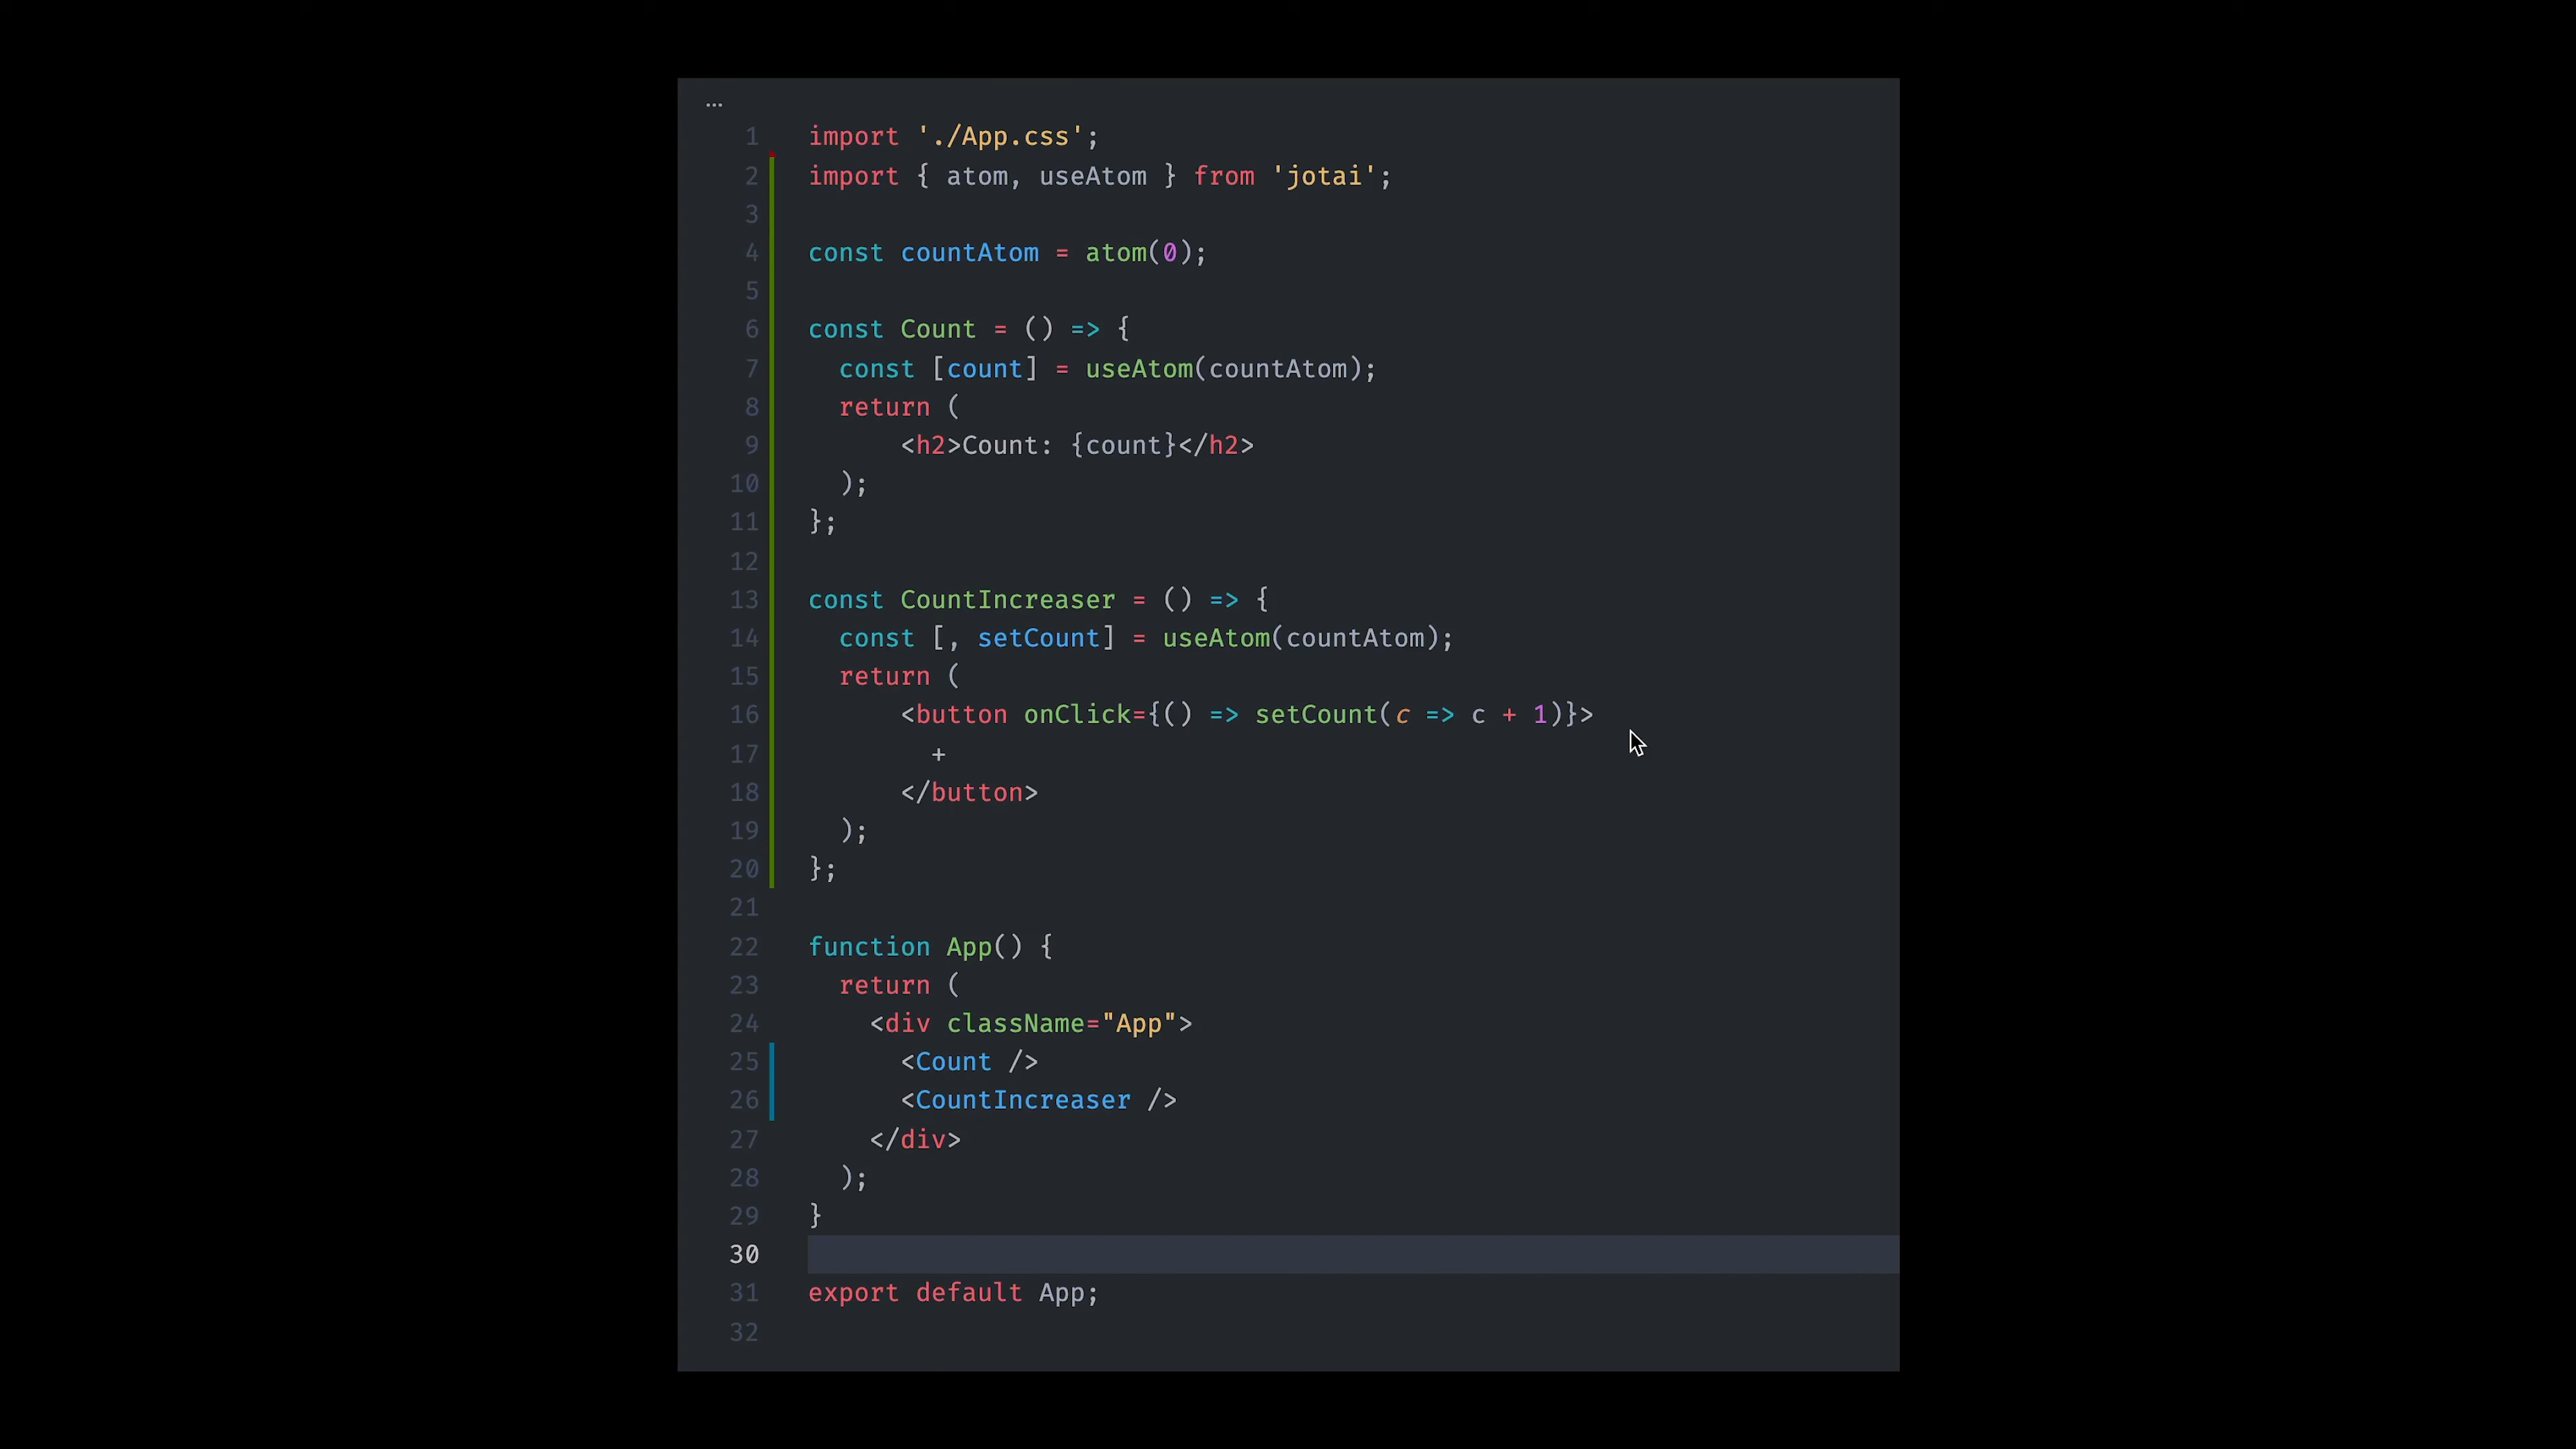 ...
1 import './App.css';
2 import { atom, useAtom } from 'jotai';
3
4 const countAtom = atom(0);
5
6 const Count = () => {
7   const [count] = useAtom(countAtom);
8   return (
9       <h2>Count: {count}</h2>
10   );
11 };
12
13 const CountIncreaser = () => {
14   const [, setCount] = useAtom(countAtom);
15   return (
16       <button onClick={() => setCount(c => c + 1)}>
17         +
18       </button>
19   );
20 };
21
22 function App() {
23   return (
24     <div className="App">
25       <Count />
26       <CountIncreaser />
27     </div>
28   );
29 }
30
31 export default App;
32